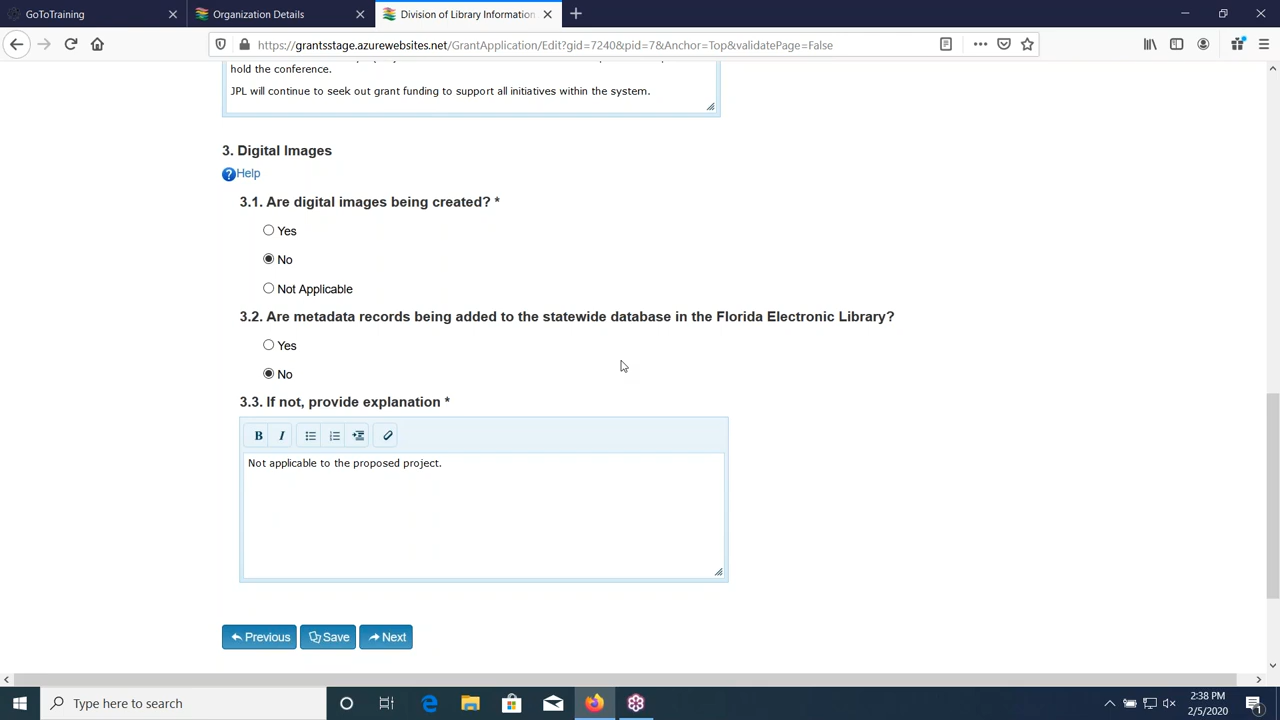 GoToTraining
Organization Details
Division of Library Information
https://grantsstage.azurewebsites.net/GrantApplication/Edit?gid=7240&pid=7&Anchor=Top&validatePage=False
hold the conference.
JPL will continue to seek out grant funding to support all initiatives within the system.
3. Digital Images
?Help
3.1. Are digital images being created? *
Yes
No
Not Applicable
3.2. Are metadata records being added to the statewide database in the Florida Electronic Library?
Yes
No
3.3. If not, provide explanation *
B I
Not applicable to the proposed project.
Previous Save Next
Type here to search
2:38 PM
2/5/2020
1